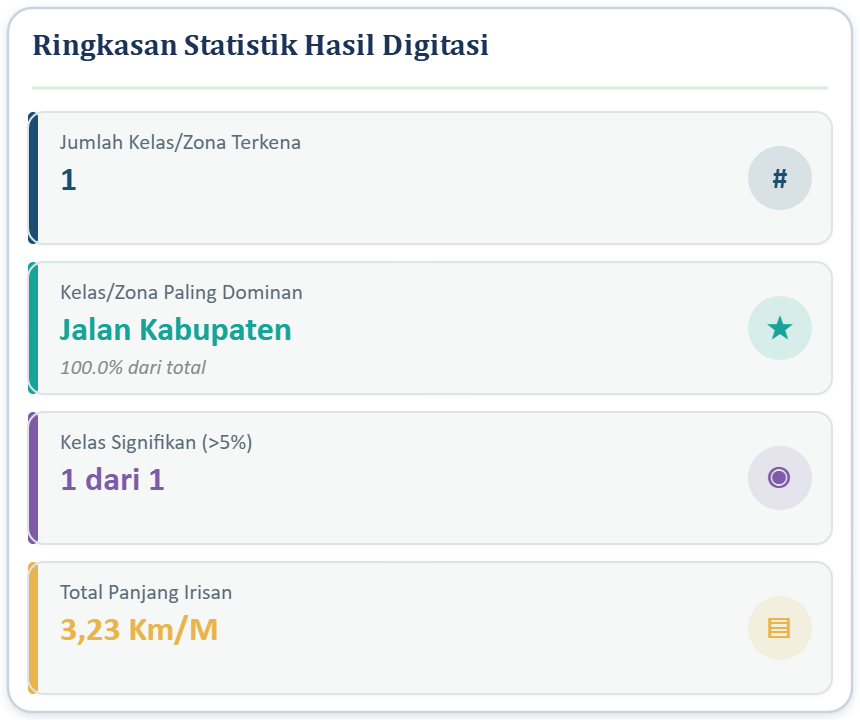 Ringkasan Statistik Hasil Digitasi
Jumlah Kelas/Zona Terkena
1
#
Kelas/Zona Paling Dominan
Jalan Kabupaten
100.0% dari total
Kelas Signifikan (>5%)
1 dari 1
Total Panjang Irisan
3,23 Km/M